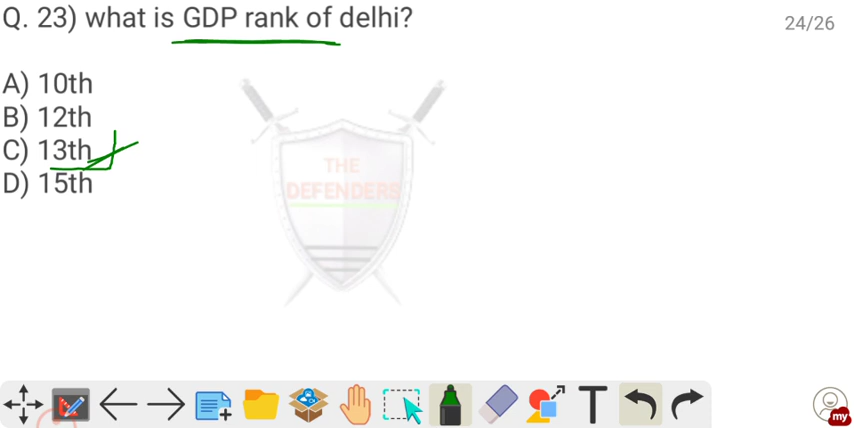 Q. 23) what is GDP rank of delhi?
24/26
A) 10th
B) 12th
C) 13th
D) 15th
THE
DEFENDERS
T
my